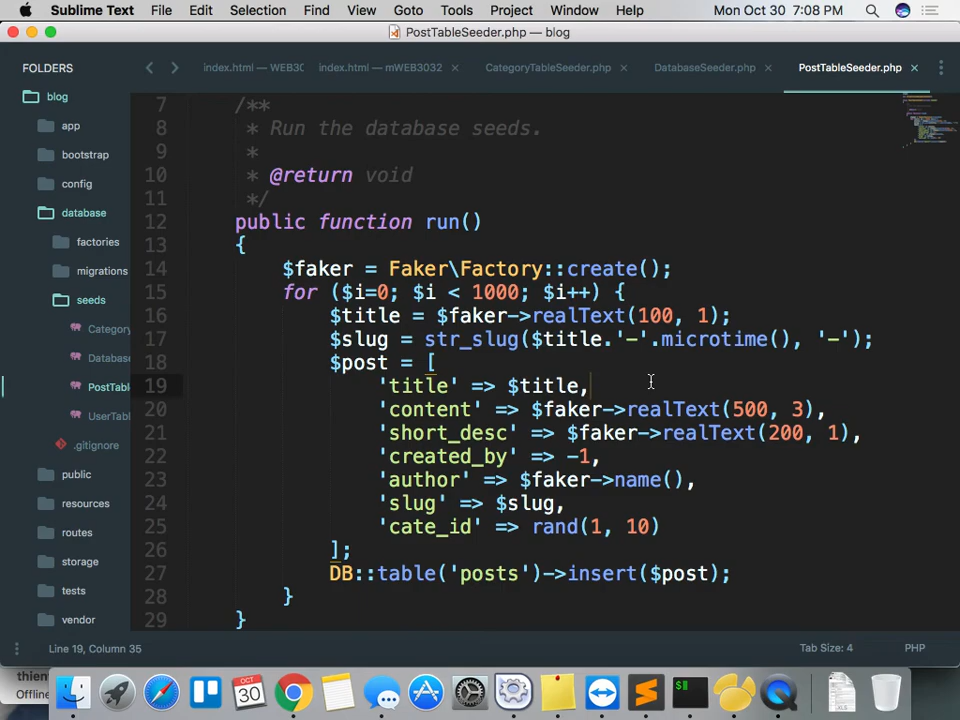 Sublime Text File Edit Selection Find View Goto Tools Project Window Help Mon Oct 30 7:08 PM
PostTableSeeder.php — blog
FOLDERS
index.html — WEB30 index.html — mWEB3032 CategoryTableSeeder.php DatabaseSeeder.php PostTableSeeder.php
blog
app
bootstrap
config
database
factories
migrations
seeds
Category
Databas
PostTab
UserTab
.gitignore
public
resources
routes
storage
tests
vendor
7 /**
8 * Run the database seeds.
9 *
10 * @return void
11 */
12 public function run()
13 {
14 $faker = Faker\Factory::create();
15 for ($i=0; $i < 1000; $i++) {
16 $title = $faker->realText(100, 1);
17 $slug = str_slug($title.'-'.microtime(), '-');
18 $post = [
19 'title' => $title,
20 'content' => $faker->realText(500, 3),
21 'short_desc' => $faker->realText(200, 1),
22 'created_by' => -1,
23 'author' => $faker->name(),
24 'slug' => $slug,
25 'cate_id' => rand(1, 10)
26 ];
27 DB::table('posts')->insert($post);
28 }
29 }
Line 19, Column 35 Tab Size: 4 PHP
thien
Offline
OCT
30
XLS